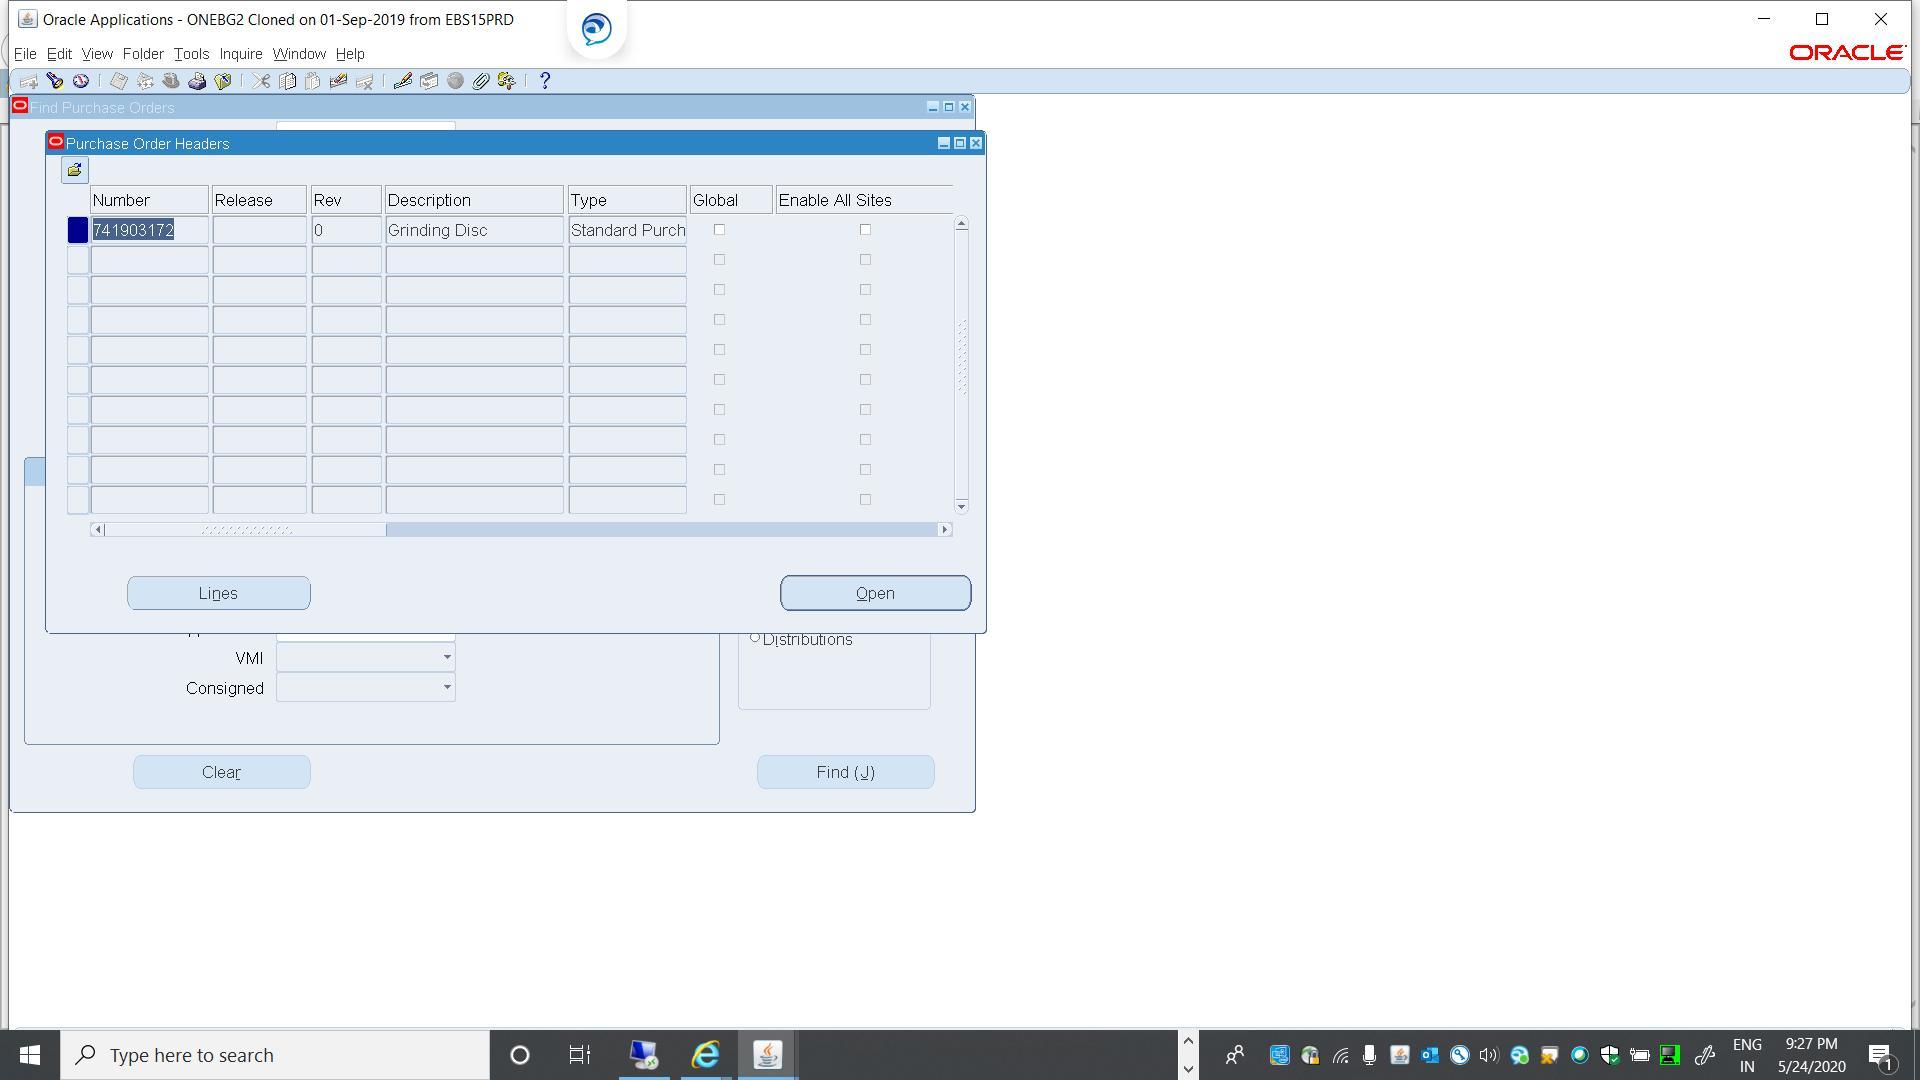 Oracle Applications - ONEBG2 Cloned on 01-Sep-2019 from EBS15PRD
File Edit View Folder Tools Inquire Window Help
ORACLE
Find Purchase Orders
Purchase Order Headers
Number Release Rev Description Type Global Enable All Sites
741903172 0 Grinding Disc Standard Purch
Lines Open
Distributions
VMI
Consigned
Clear Find (J)
Type here to search
ENG
IN
9:27 PM
5/24/2020
1